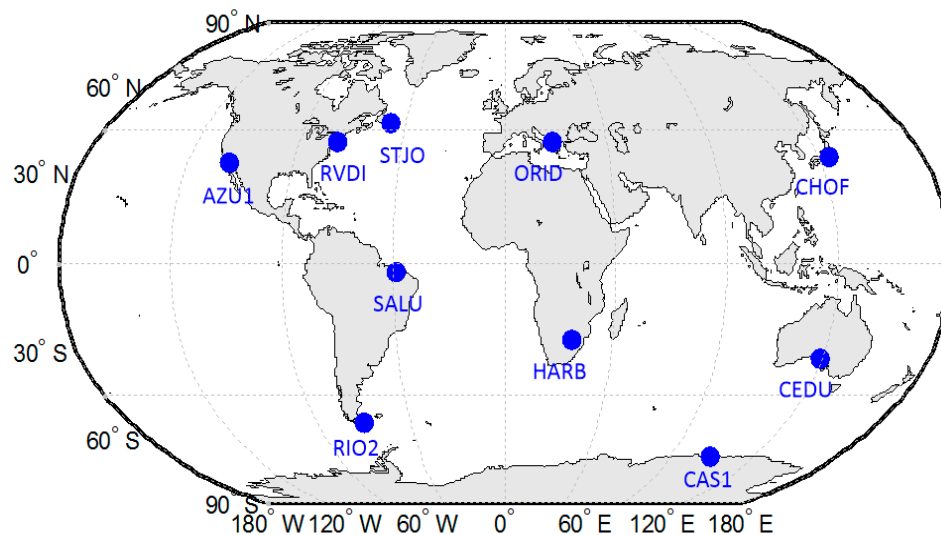 90° N
60° N
30° N
0°
30° S
60° S
90° S
STJO
RVDI
ORID
AZU1
CHOF
SALU
HARB
CEDU
RIO2
CAS1
180° W 120° W 60° W 0° 60° E 120° E 180° E